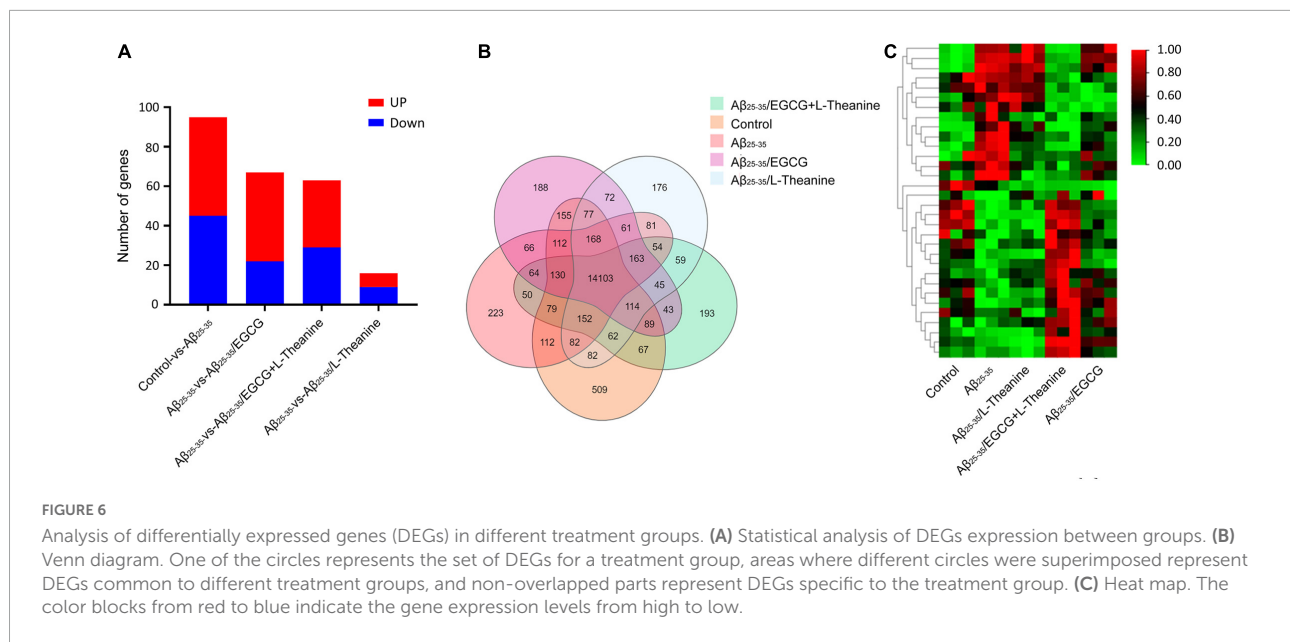 A
UP
Down
Number of genes
100
80
60
40
20
0
Control-vs-Aβ25-35
Aβ25-35-vs-Aβ25-35/EGCG
Aβ25-35-vs-Aβ25-35/EGCG+L-Theanine
Aβ25-35-vs-Aβ25-35/L-Theanine
B
Aβ25-35/EGCG+L-Theanine
Control
Aβ25-35
Aβ25-35/EGCG
Aβ25-35/L-Theanine
188
72
176
155
77
61
81
66
112
168
54
59
64
130
14103
163
45
50
79
152
114
43
193
223
89
112
82
82
62
67
509
C
1.00
0.80
0.60
0.40
0.20
0.00
Control
Aβ25-35
Aβ25-35/L-Theanine
Aβ25-35/EGCG+L-Theanine
Aβ25-35/EGCG
FIGURE 6
Analysis of differentially expressed genes (DEGs) in different treatment groups. (A) Statistical analysis of DEGs expression between groups. (B)
Venn diagram. One of the circles represents the set of DEGs for a treatment group, areas where different circles were superimposed represent
DEGs common to different treatment groups, and non-overlapped parts represent DEGs specific to the treatment group. (C) Heat map. The
color blocks from red to blue indicate the gene expression levels from high to low.